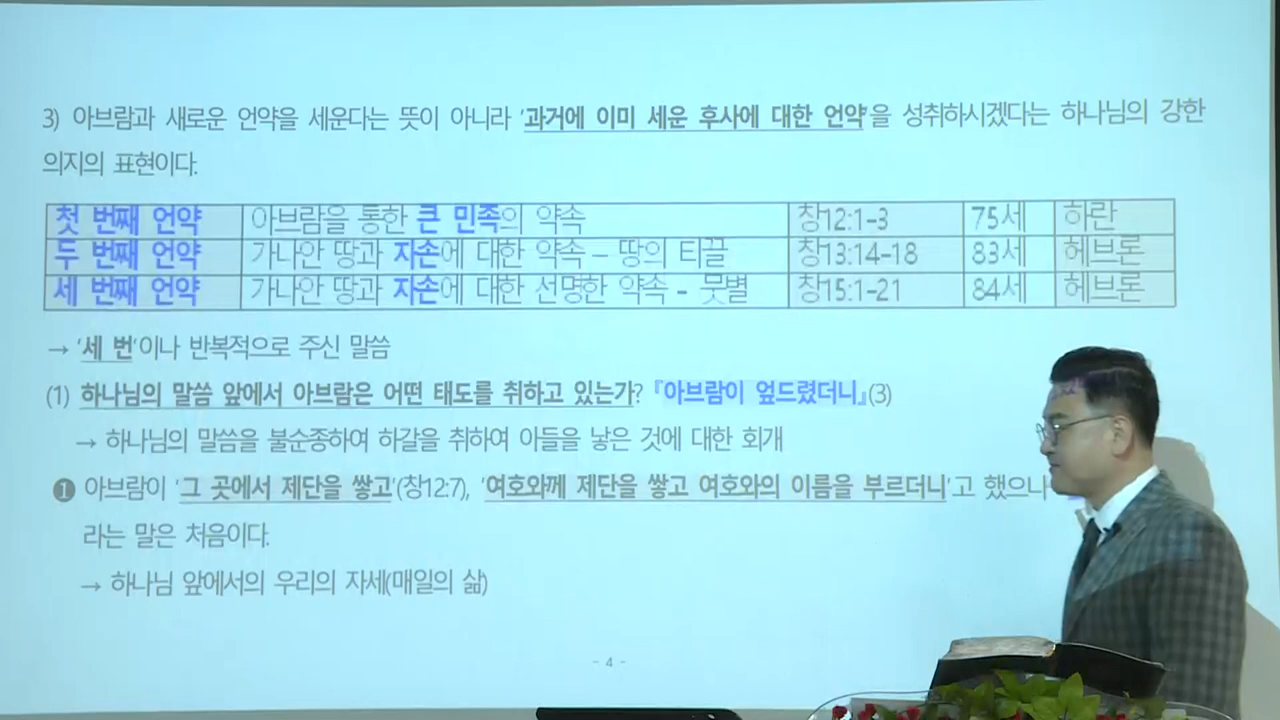 3) 아브람과 새로운 언약을 세운다는 뜻이 아니라 '과거에 이미 세운 후사에 대한 언약'을 성취하시겠다는 하나님의 강한
의지의 표현이다.
첫 번째 언약 아브람을 통한 큰 민족의 약속 창12:1-3 75세 하란
두 번째 언약 가나안 땅과 자손에 대한 약속 – 땅의 티끌 창13:14-18 83세 헤브론
세 번째 언약 가나안 땅과 자손에 대한 선명한 약속 - 뭇별 창15:1-21 84세 헤브론
→ '세 번'이나 반복적으로 주신 말씀
(1) 하나님의 말씀 앞에서 아브람은 어떤 태도를 취하고 있는가? 『아브람이 엎드렸더니』(3)
→ 하나님의 말씀을 불순종하여 하갈을 취하여 아들을 낳은 것에 대한 회개
❶ 아브람이 '그 곳에서 제단을 쌓고'(창12:7), '여호와께 제단을 쌓고 여호와의 이름을 부르더니'고 했으나
라는 말은 처음이다.
→ 하나님 앞에서의 우리의 자세(매일의 삶)
- 4 -